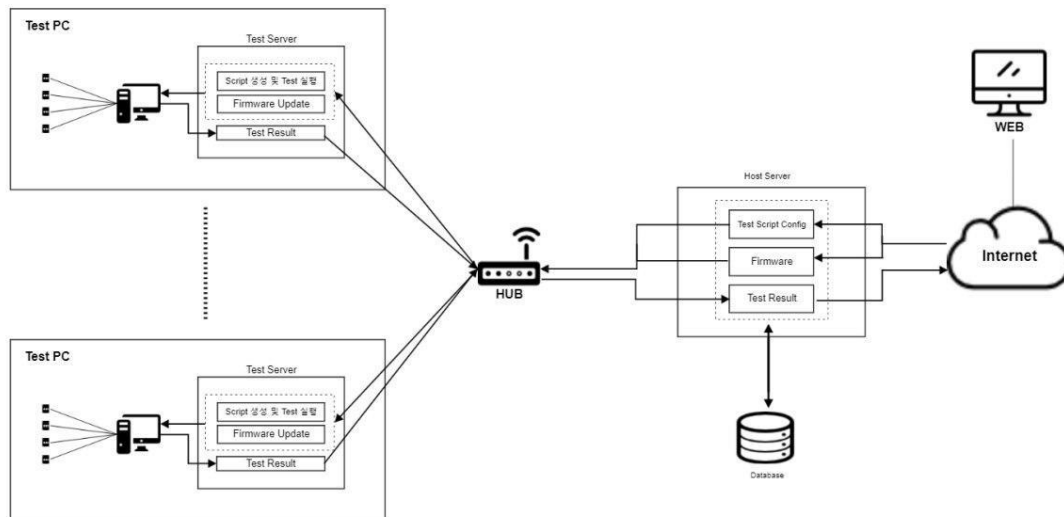 Test PC
Test Server
Script 생성 및 Test 실행
Firmware Update
Test Result
WEB
Host Server
Test Script Config
Firmware
Test Result
Internet
HUB
Test PC
Test Server
Script 생성 및 Test 실행
Firmware Update
Test Result
Database